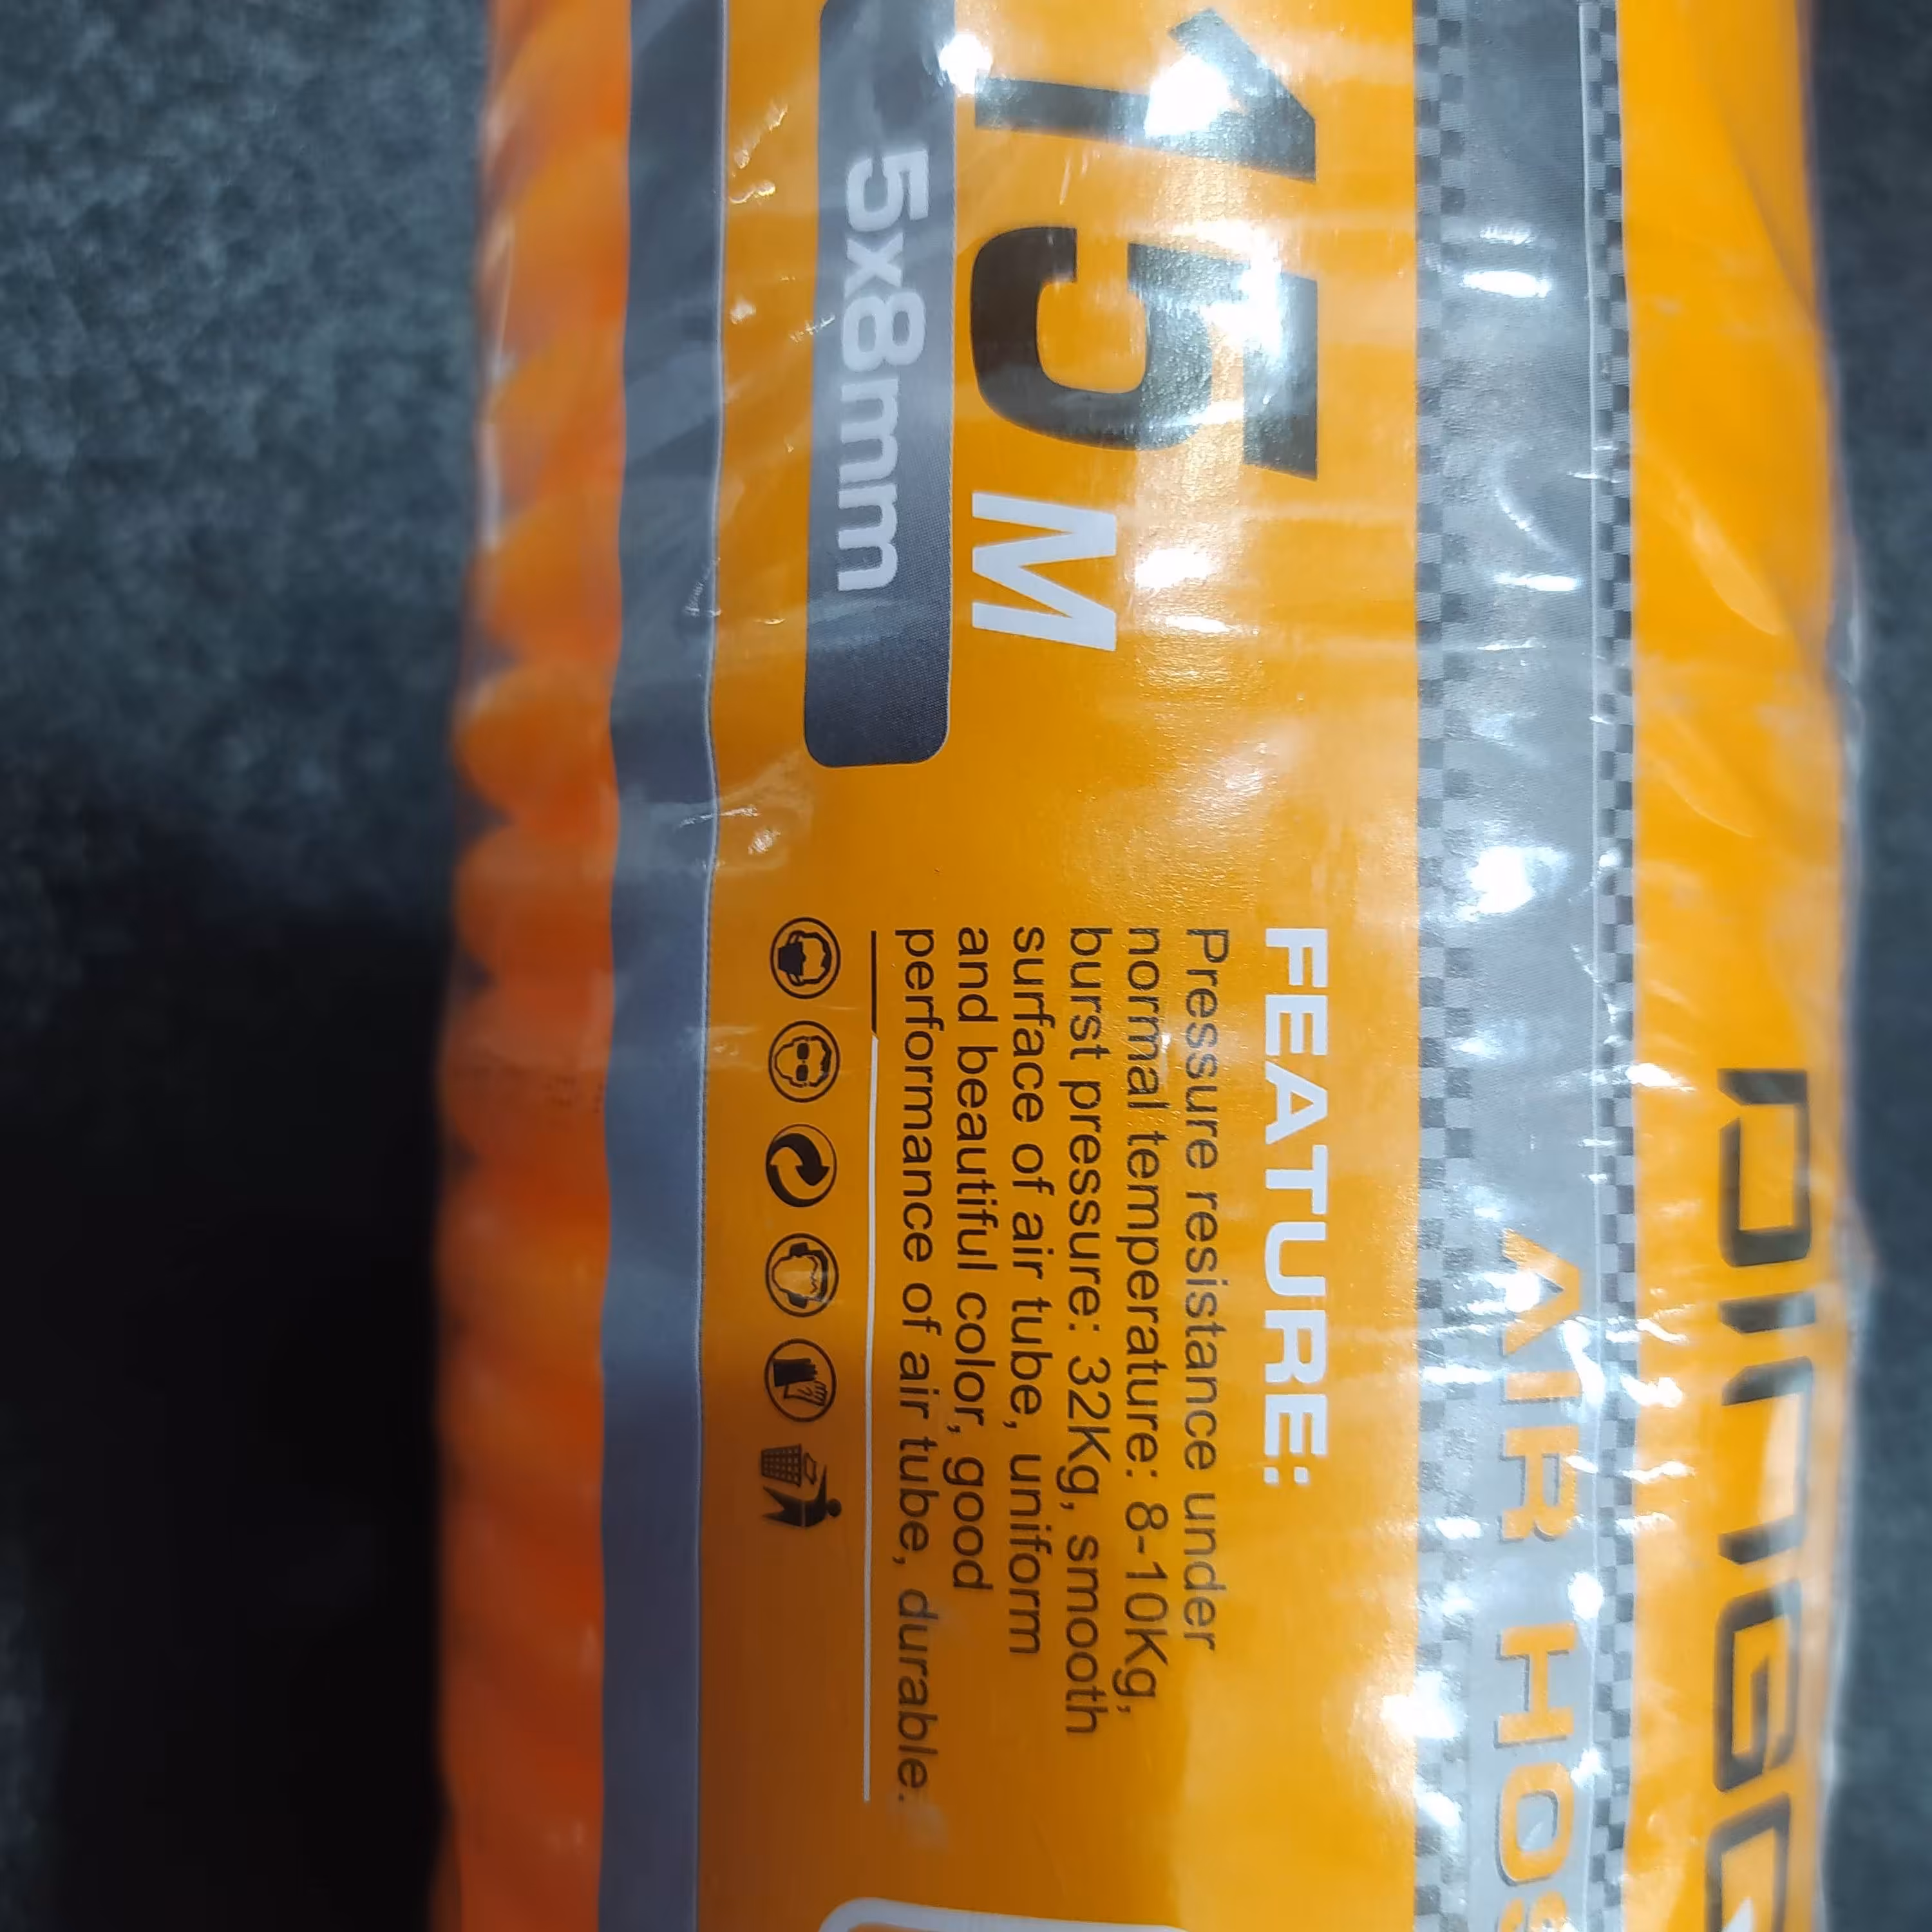 AIR HOS
15 M
5x8mm
FEATURE:
Pressure resistance under
normal temperature: 8-10Kg,
burst pressure: 32Kg, smooth
surface of air tube, uniform
and beautiful color, good
performance of air tube, durable.